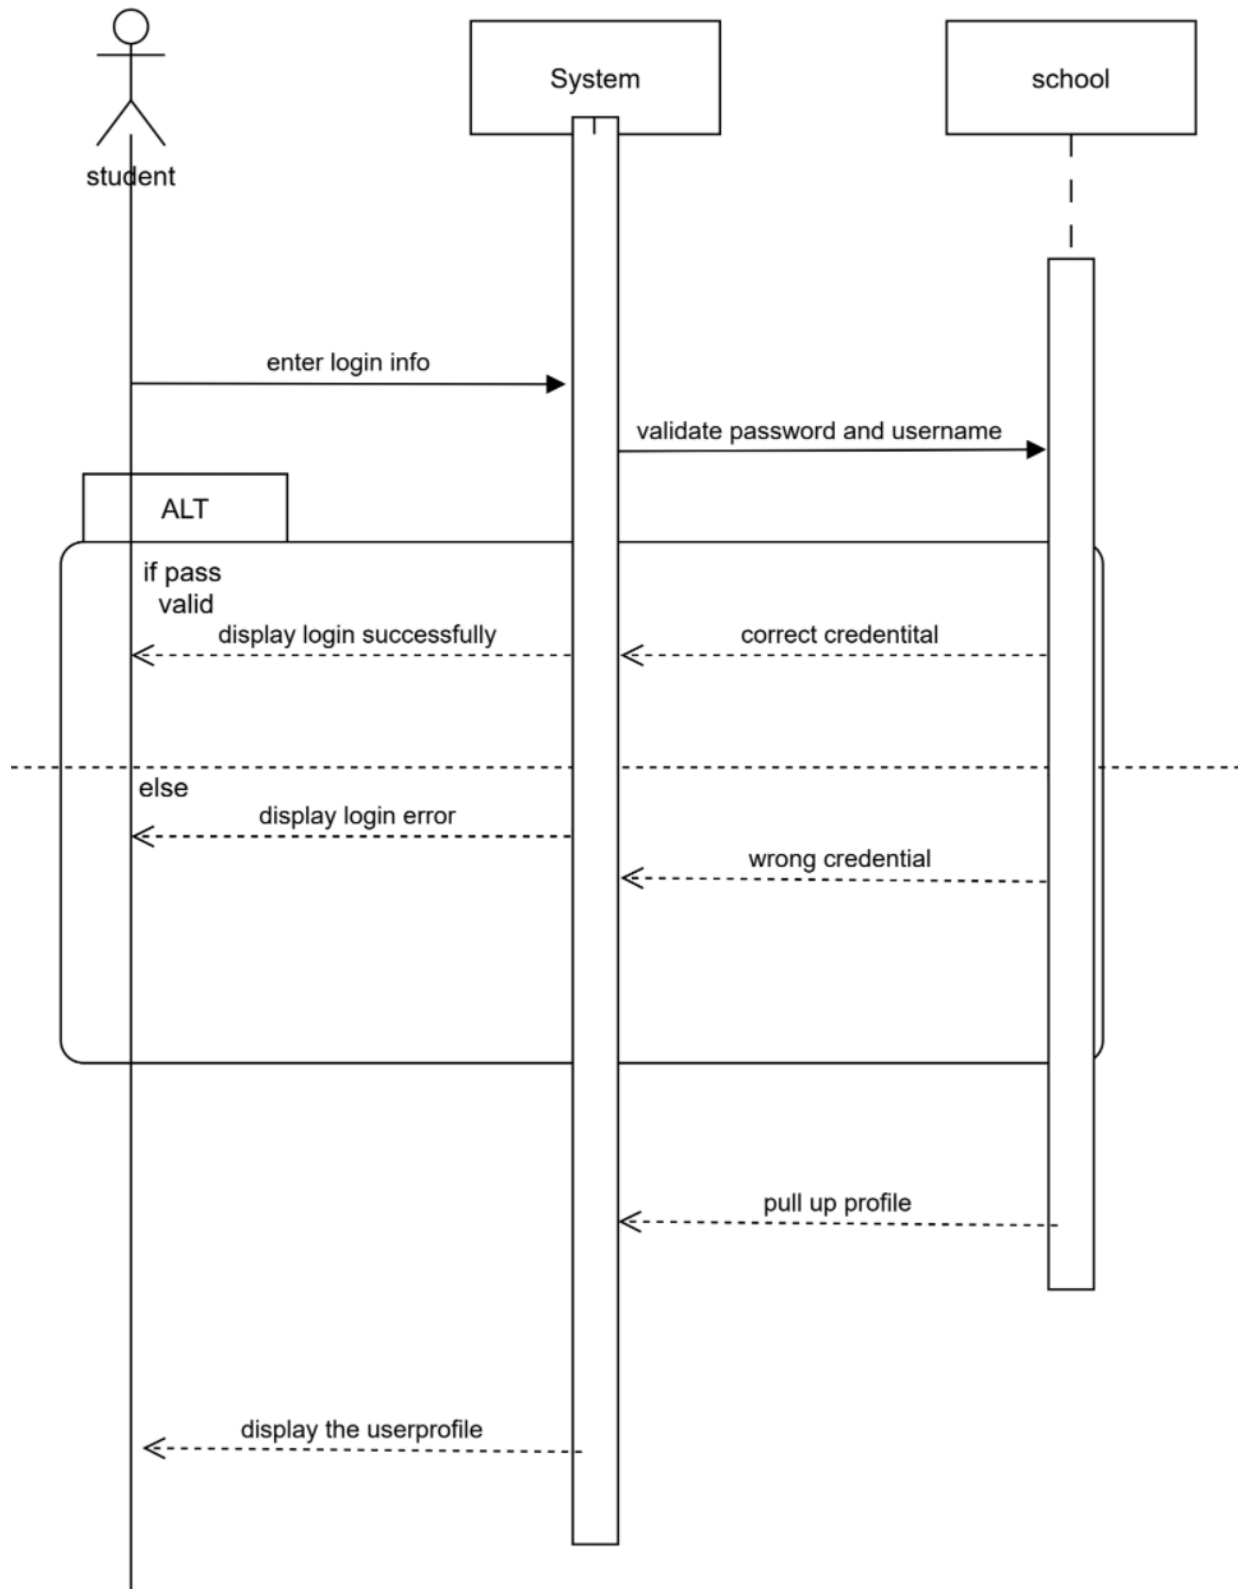 System
school
student
enter login info
validate password and username
ALT
if pass
valid
display login successfully
correct credentital
else
display login error
wrong credential
pull up profile
display the userprofile